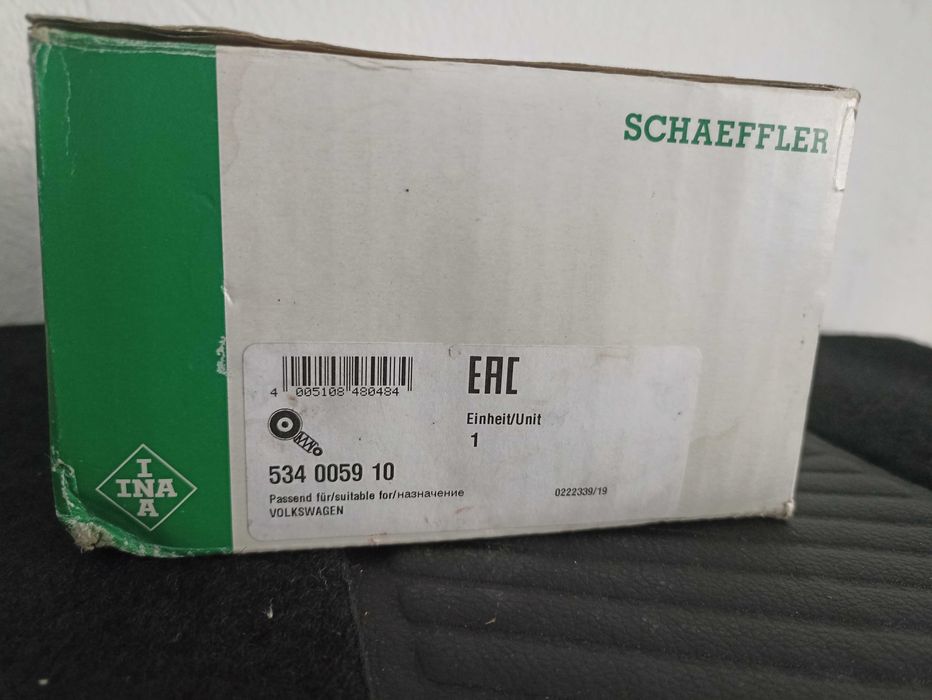 SCHAEFFLER
4 005108 480484
EAC
Einheit/Unit
1
534 0059 10
Passend für/suitable for/назначение
VOLKSWAGEN
0222339/19
I
INA
A